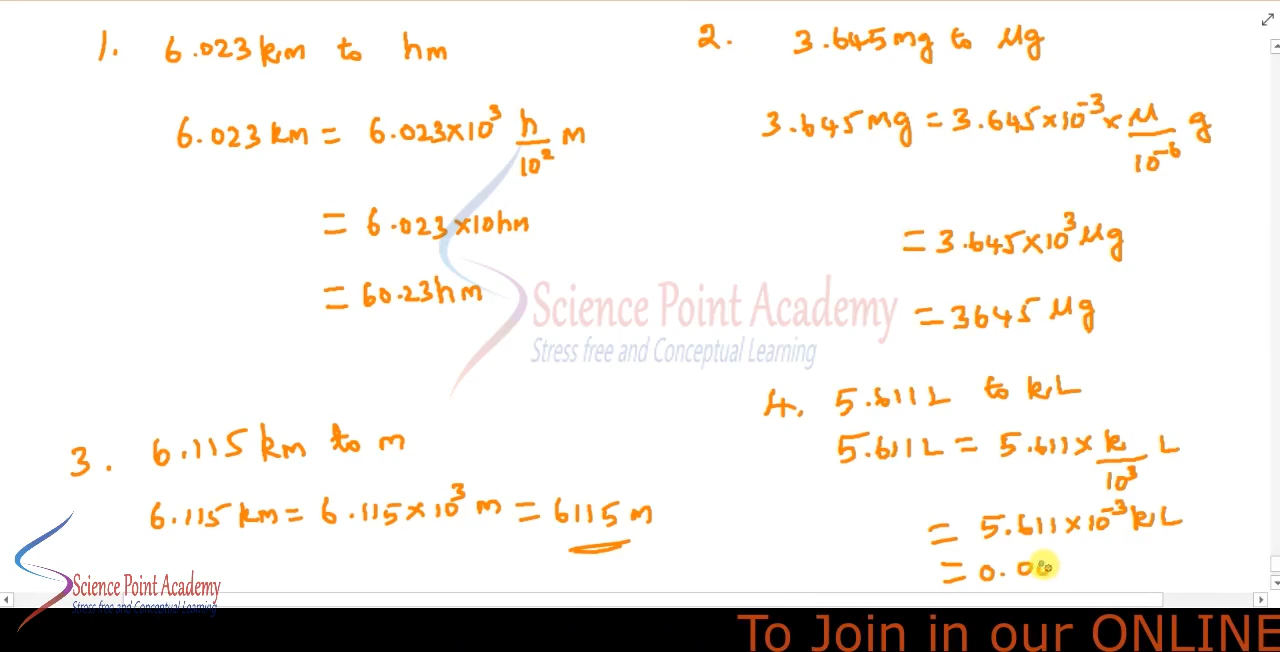 1. 6.023 km to hm
6.023 km = 6.023×10³ h/10² m
= 6.023×10 hm
= 60.23 hm
2. 3.645 mg to μg
3.645 mg = 3.645×10⁻³ × μ/10⁻⁶ g
= 3.645×10³ μg
= 3645 μg
3. 6.115 km to m
6.115 km = 6.115×10³ m = 6115 m
4. 5.611 L to kL
5.611 L = 5.611 × k/10³ L
= 5.611×10⁻³ kL
= 0.00
Science Point Academy
Stress free and Conceptual Learning
Science Point Academy
Stress free and Conceptual Learning
To Join in our ONLINE